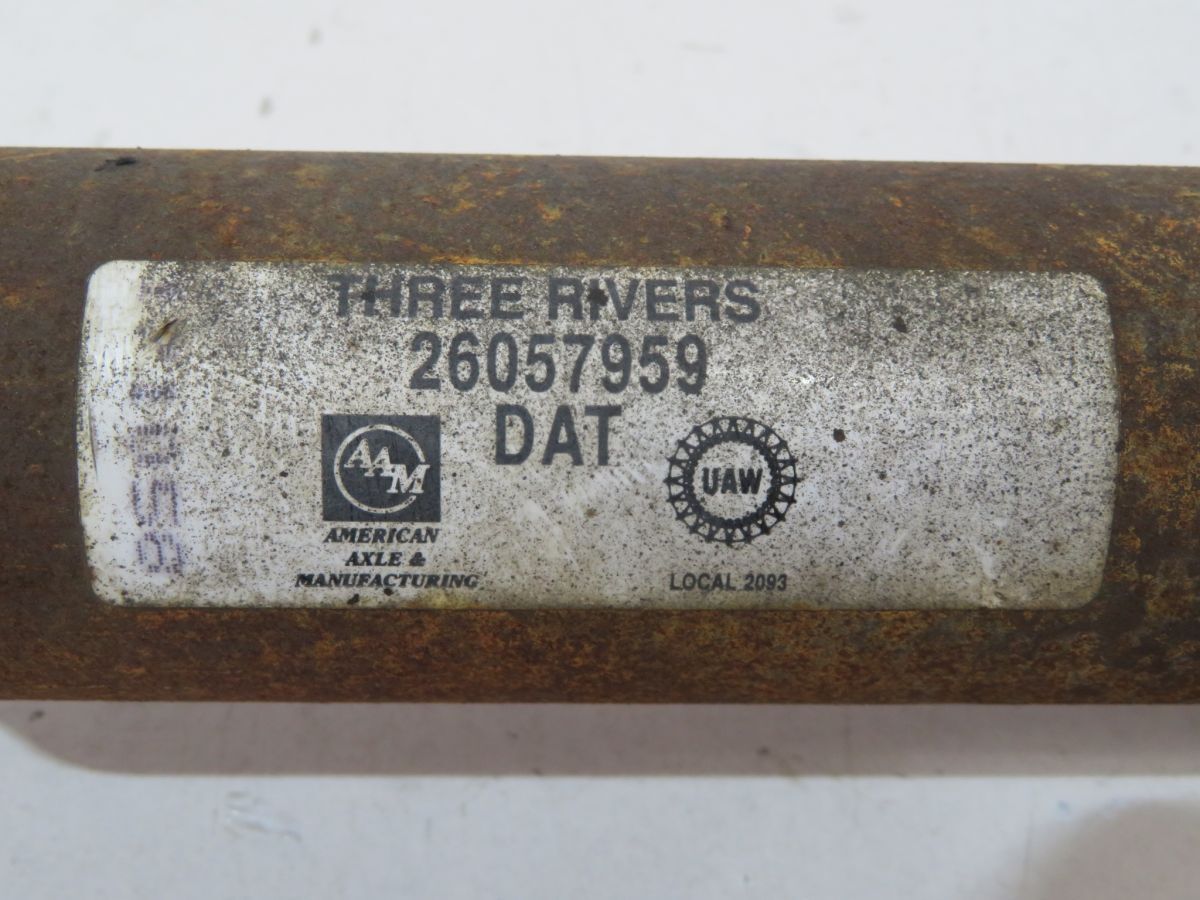 THREE RIVERS
26057959
DAT
AAM
AMERICAN
AXLE &
MANUFACTURING
UAW
LOCAL 2093